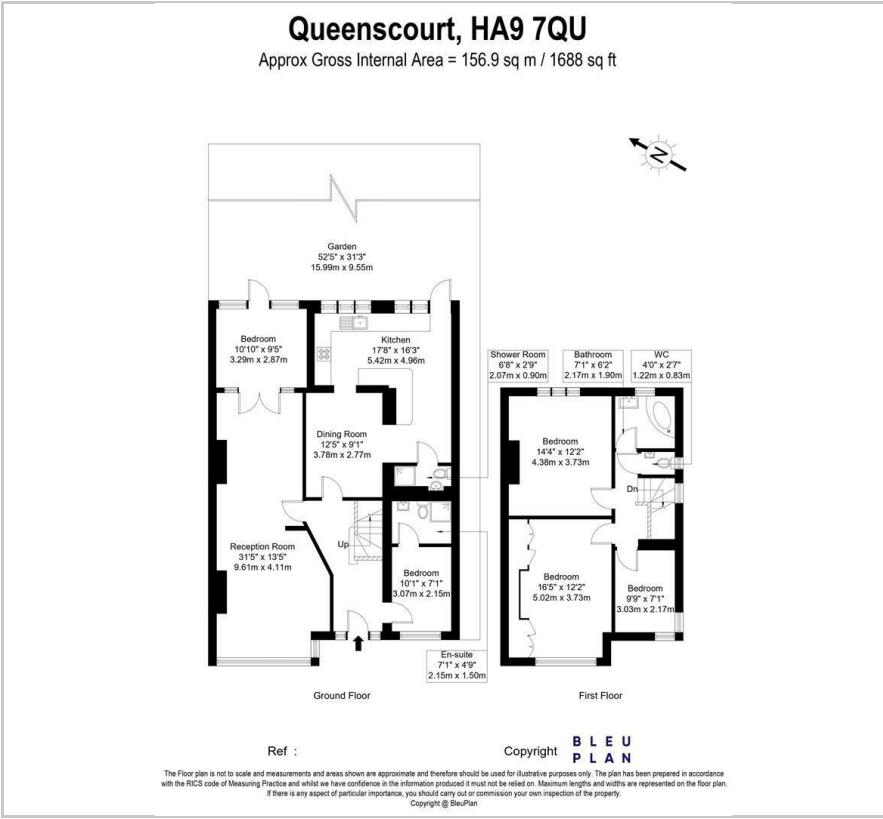 Queenscourt, HA9 7QU
Approx Gross Internal Area = 156.9 sq m / 1688 sq ft
N
Garden
52'5" x 31'3"
15.99m x 9.55m
Bedroom
10'10" x 9'5"
3.29m x 2.87m
Kitchen
17'8" x 16'3"
5.42m x 4.96m
Dining Room
12'5" x 9'1"
3.78m x 2.77m
Up
Reception Room
31'5" x 13'5"
9.61m x 4.11m
Bedroom
10'1" x 7'1"
3.07m x 2.15m
En-suite
7'1" x 4'9"
2.15m x 1.50m
Ground Floor
Shower Room
6'8" x 2'9"
2.07m x 0.90m
Bathroom
7'1" x 6'2"
2.17m x 1.90m
WC
4'0" x 2'7"
1.22m x 0.83m
Bedroom
14'4" x 12'2"
4.38m x 3.73m
Dn
Bedroom
16'5" x 12'2"
5.02m x 3.73m
Bedroom
9'9" x 7'1"
3.03m x 2.17m
First Floor
Ref :
Copyright
BLEU
PLAN
The Floor plan is not to scale and measurements and areas shown are approximate and therefore should be used for illustrative purposes only. The plan has been prepared in accordance
with the RICS code of Measuring Practice and whilst we have confidence in the information produced it must not be relied on. Maximum lengths and widths are represented on the floor plan.
If there is any aspect of particular importance, you should carry out or commission your own inspection of the property.
Copyright @ BleuPlan